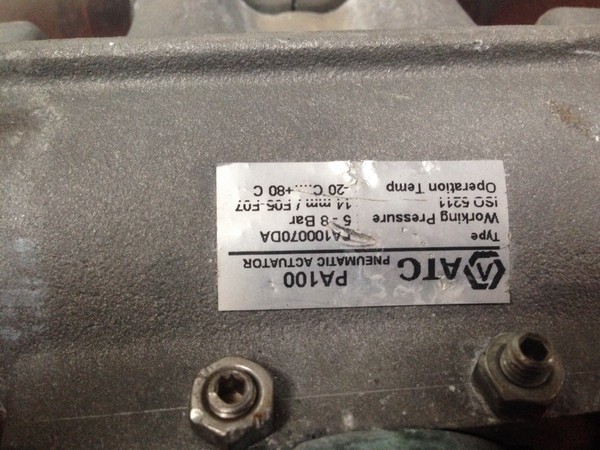 ATC PA100
PNEUMATIC ACTUATOR
Type PA100070DA
Working Pressure 5 - 8 Bar
ISO 5211 14 mm / F05-F07
Operation Temp -20 C....+80 C